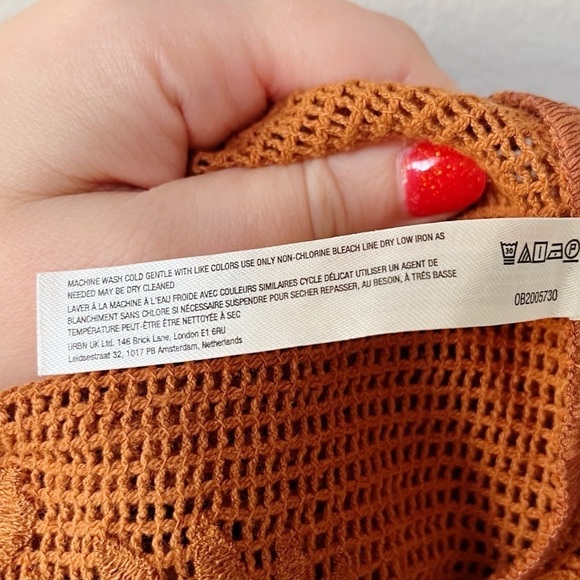 MACHINE WASH COLD GENTLE WITH LIKE COLORS USE ONLY NON-CHLORINE BLEACH LINE DRY LOW IRON AS
NEEDED MAY BE DRY CLEANED
LAVER À LA MACHINE À L'EAU FROIDE AVEC COULEURS SIMILAIRES CYCLE DÉLICAT UTILISER UN AGENT DE
BLANCHIMENT SANS CHLORE SI NÉCESSAIRE SUSPENDRE POUR SECHER REPASSER, AU BESOIN, À TRÈS BASSE
TEMPÉRATURE PEUT-ÊTRE ÊTRE NETTOYÉE À SEC
URBN UK Ltd. 146 Brick Lane, London E1 6RU
Leidsestraat 32, 1017 PB Amsterdam, Netherlands
30
P
OB2005730